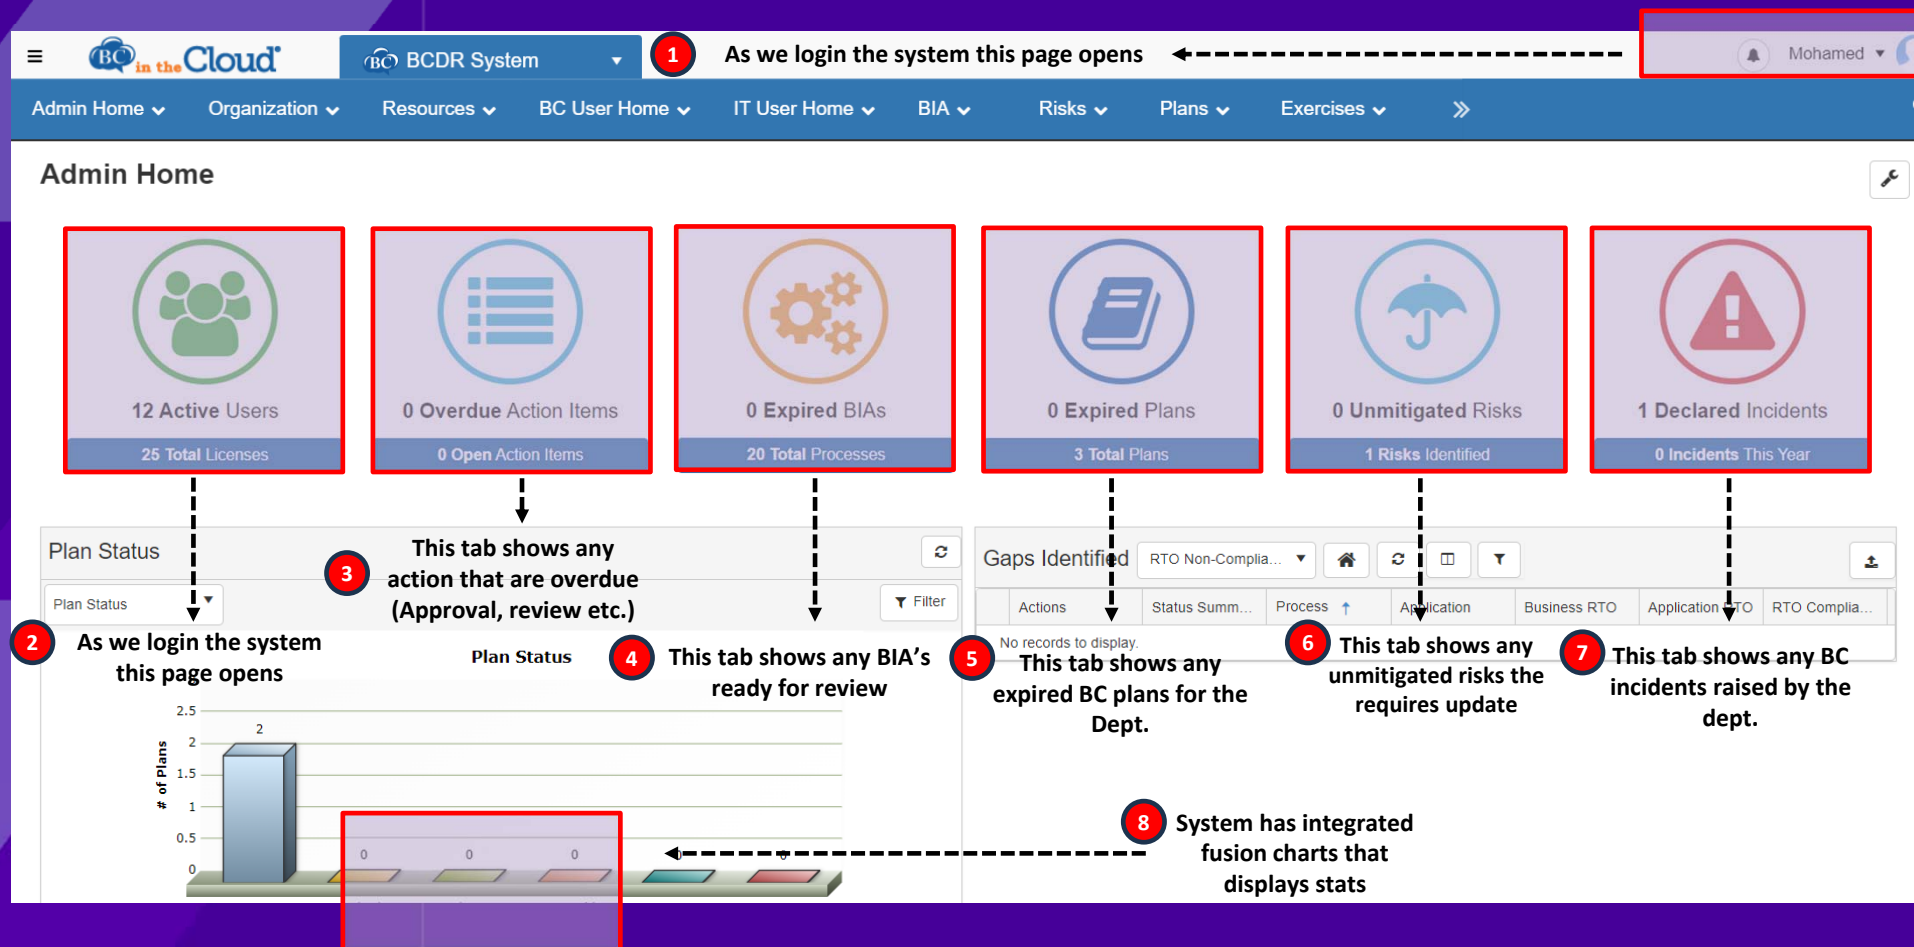 BC in the Cloud
BC BCDR System
1
As we login the system this page opens
Mohamed
Admin Home
Organization
Resources
BC User Home
IT User Home
BIA
Risks
Plans
Exercises
Admin Home
12 Active Users
25 Total Licenses
0 Overdue Action Items
0 Open Action Items
0 Expired BIAs
20 Total Processes
0 Expired Plans
3 Total Plans
0 Unmitigated Risks
1 Risks Identified
1 Declared Incidents
0 Incidents This Year
Plan Status
Plan Status
Filter
Gaps Identified
RTO Non-Complia...
Actions
Status Summ...
Process
Application
Business RTO
Application RTO
RTO Complia...
No records to display.
2
As we login the system
this page opens
3
This tab shows any
action that are overdue
(Approval, review etc.)
4
This tab shows any BIA's
ready for review
5
This tab shows any
expired BC plans for the
Dept.
6
This tab shows any
unmitigated risks the
requires update
7
This tab shows any BC
incidents raised by the
dept.
Plan Status
# of Plans
2.5
2
1.5
1
0.5
0
2
0
0
0
0
0
8
System has integrated
fusion charts that
displays stats